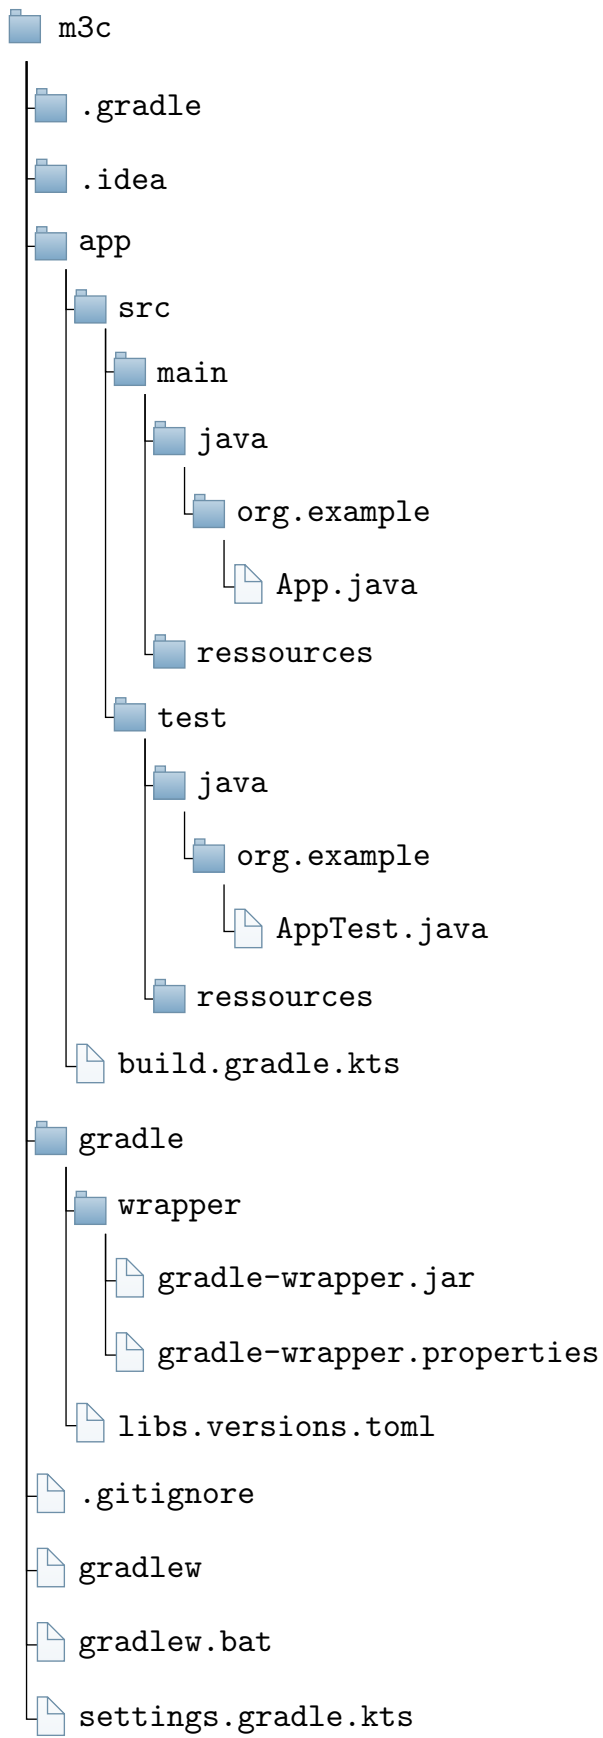 m3c
.gradle
.idea
app
src
main
java
org.example
App.java
ressources
test
java
org.example
AppTest.java
ressources
build.gradle.kts
gradle
wrapper
gradle-wrapper.jar
gradle-wrapper.properties
libs.versions.toml
.gitignore
gradlew
gradlew.bat
settings.gradle.kts